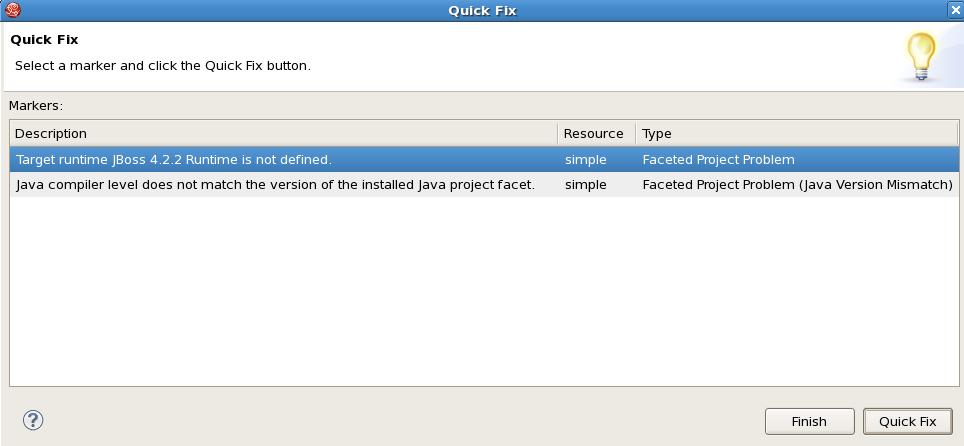 Quick Fix
Quick Fix
Select a marker and click the Quick Fix button.
Markers:
Description Resource Type
Target runtime JBoss 4.2.2 Runtime is not defined. simple Faceted Project Problem
Java compiler level does not match the version of the installed Java project facet. simple Faceted Project Problem (Java Version Mismatch)
? Finish Quick Fix